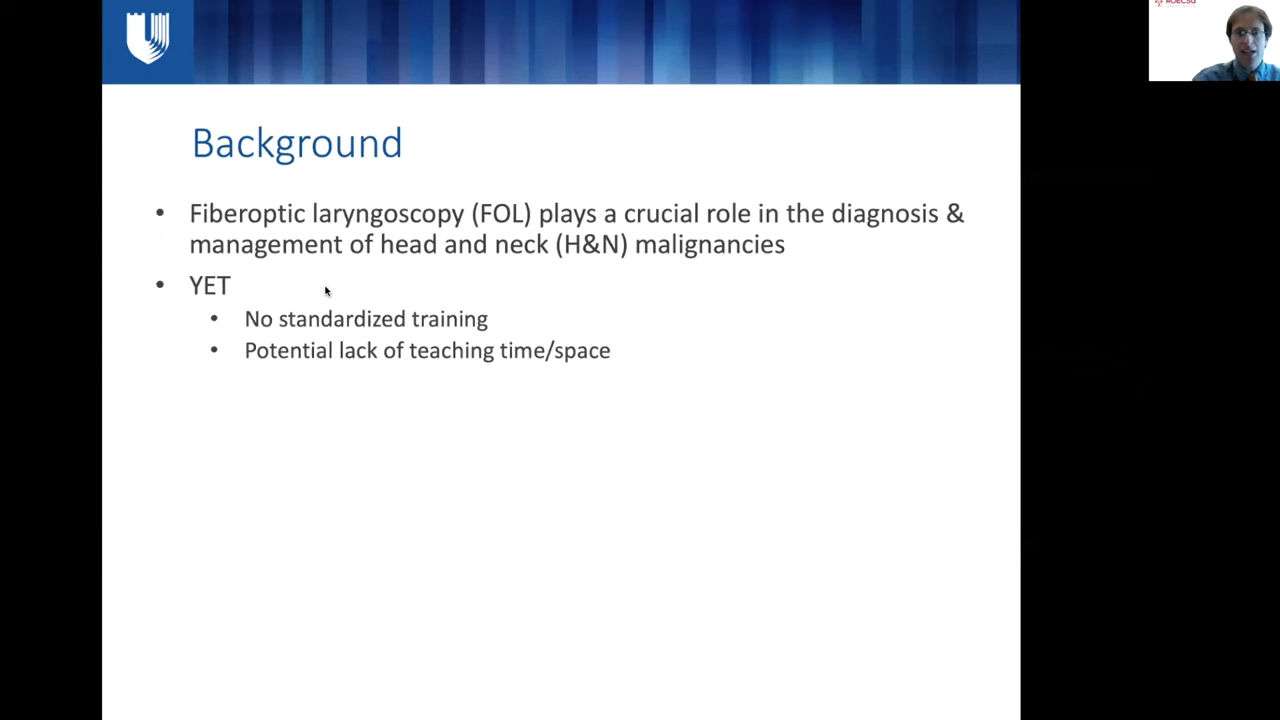 ROECSG
Background
• Fiberoptic laryngoscopy (FOL) plays a crucial role in the diagnosis &
management of head and neck (H&N) malignancies
• YET
• No standardized training
• Potential lack of teaching time/space